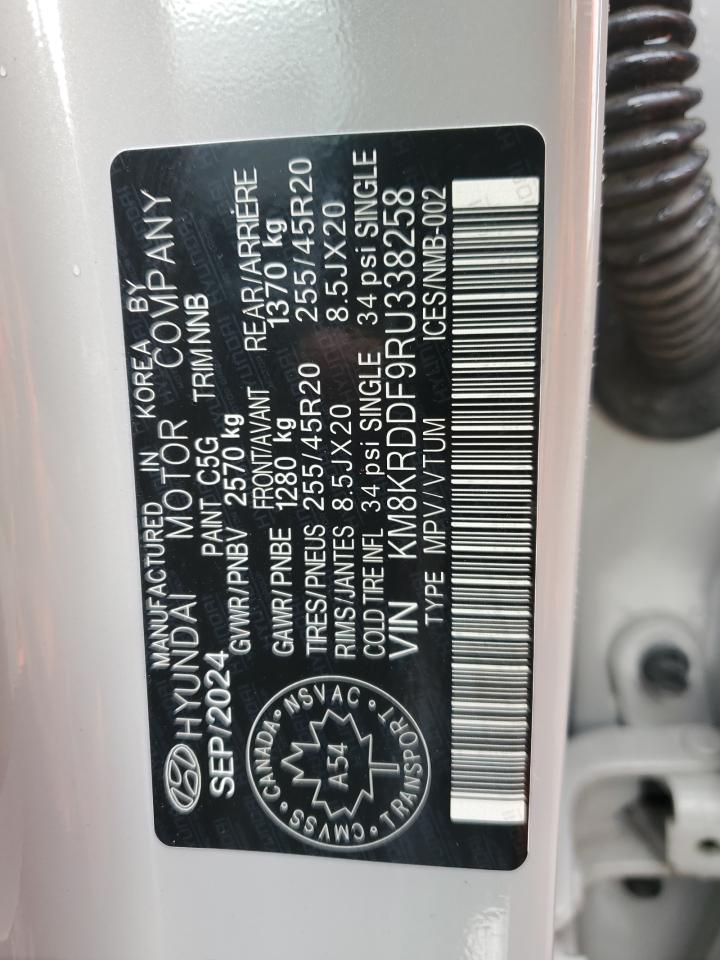 MANUFACTURED IN KOREA BY
HYUNDAI MOTOR COMPANY
SEP/2024 PAINT C5G TRIM NNB
GVWR/PNBV 2570 kg
FRONT/AVANT REAR/ARRIÈRE
GAWR/PNBE 1280 kg 1370 kg
TIRES/PNEUS 255/45R20 255/45R20
RIMS/JANTES 8.5JX20 8.5JX20
COLD TIRE INFL 34 psi SINGLE 34 psi SINGLE
VIN KM8KRDDF9RU338258
TYPE MPV/VTUM ICES/NMB-002
CANADA • NSVAC • TRANSPORT • CMVSS
A-54